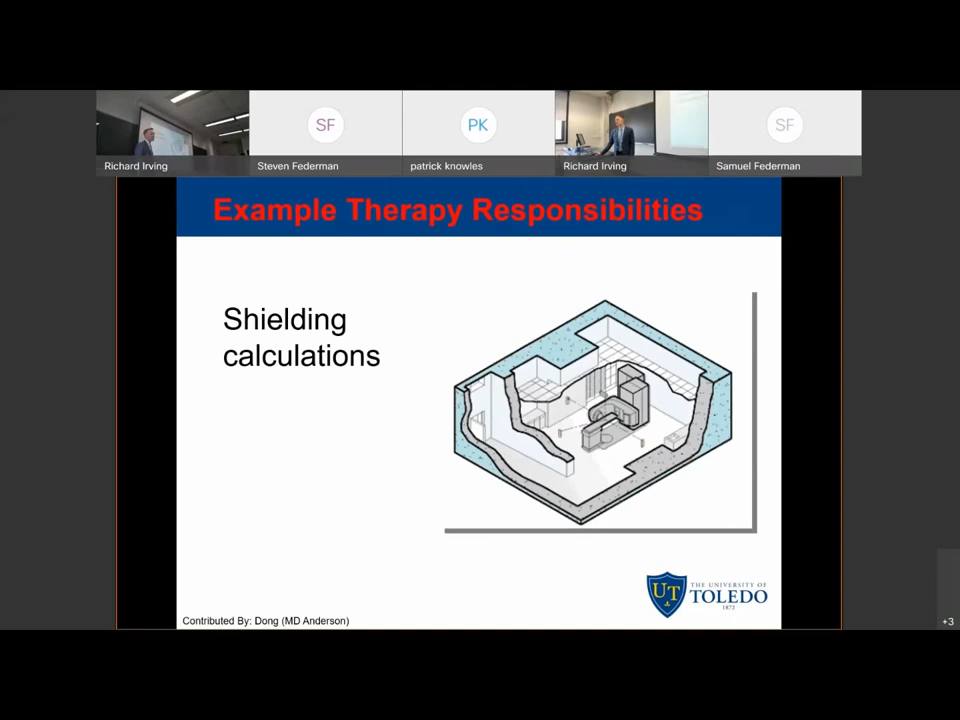 SF
PK
SF
Richard Irving
Steven Federman
patrick knowles
Richard Irving
Samuel Federman
Example Therapy Responsibilities
Shielding
calculations
UT
THE UNIVERSITY OF
TOLEDO
1872
Contributed By: Dong (MD Anderson)
+3